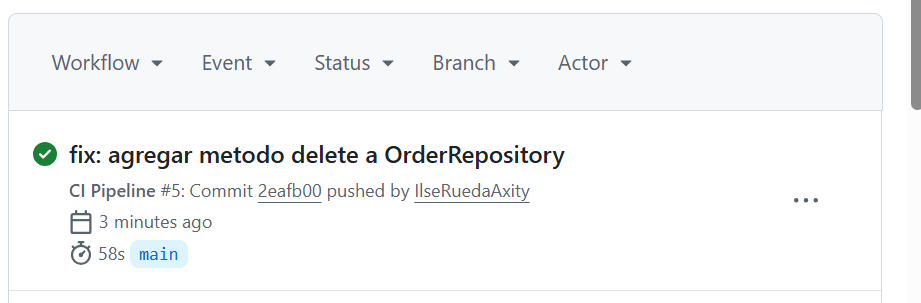 Workflow Event Status Branch Actor
fix: agregar metodo delete a OrderRepository
CI Pipeline #5: Commit 2eafb00 pushed by IlseRuedaAxity
3 minutes ago
58s main